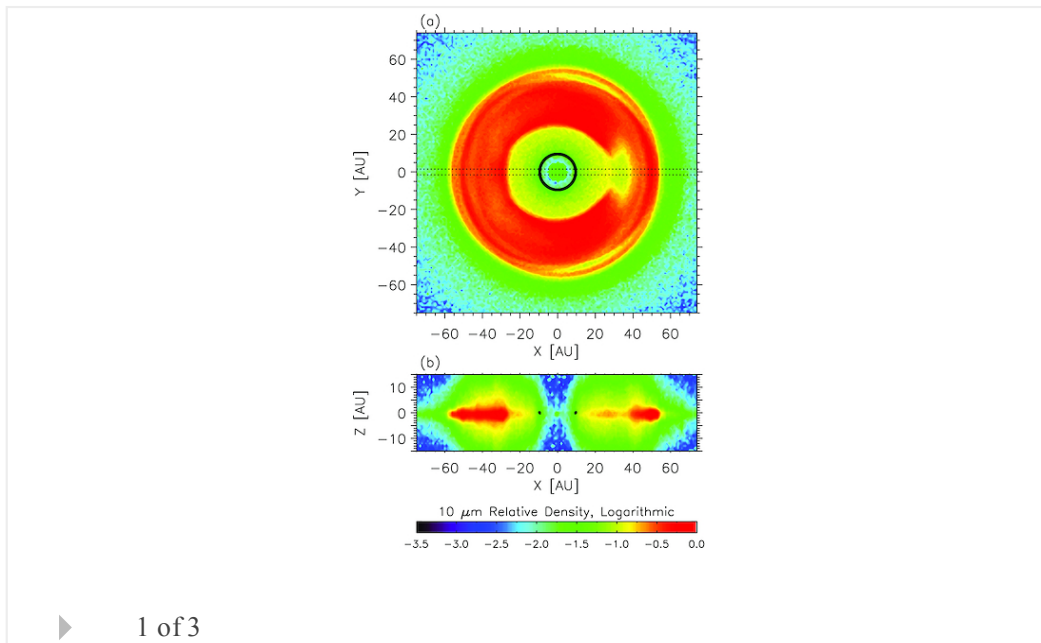 (a)
60
40
20
0
−20
−40
−60
Y [AU]
−60 −40 −20 0 20 40 60
X [AU]
(b)
10
0
−10
Z [AU]
−60 −40 −20 0 20 40 60
X [AU]
10 μm Relative Density, Logarithmic
-3.5 -3.0 -2.5 -2.0 -1.5 -1.0 -0.5 0.0
1 of 3